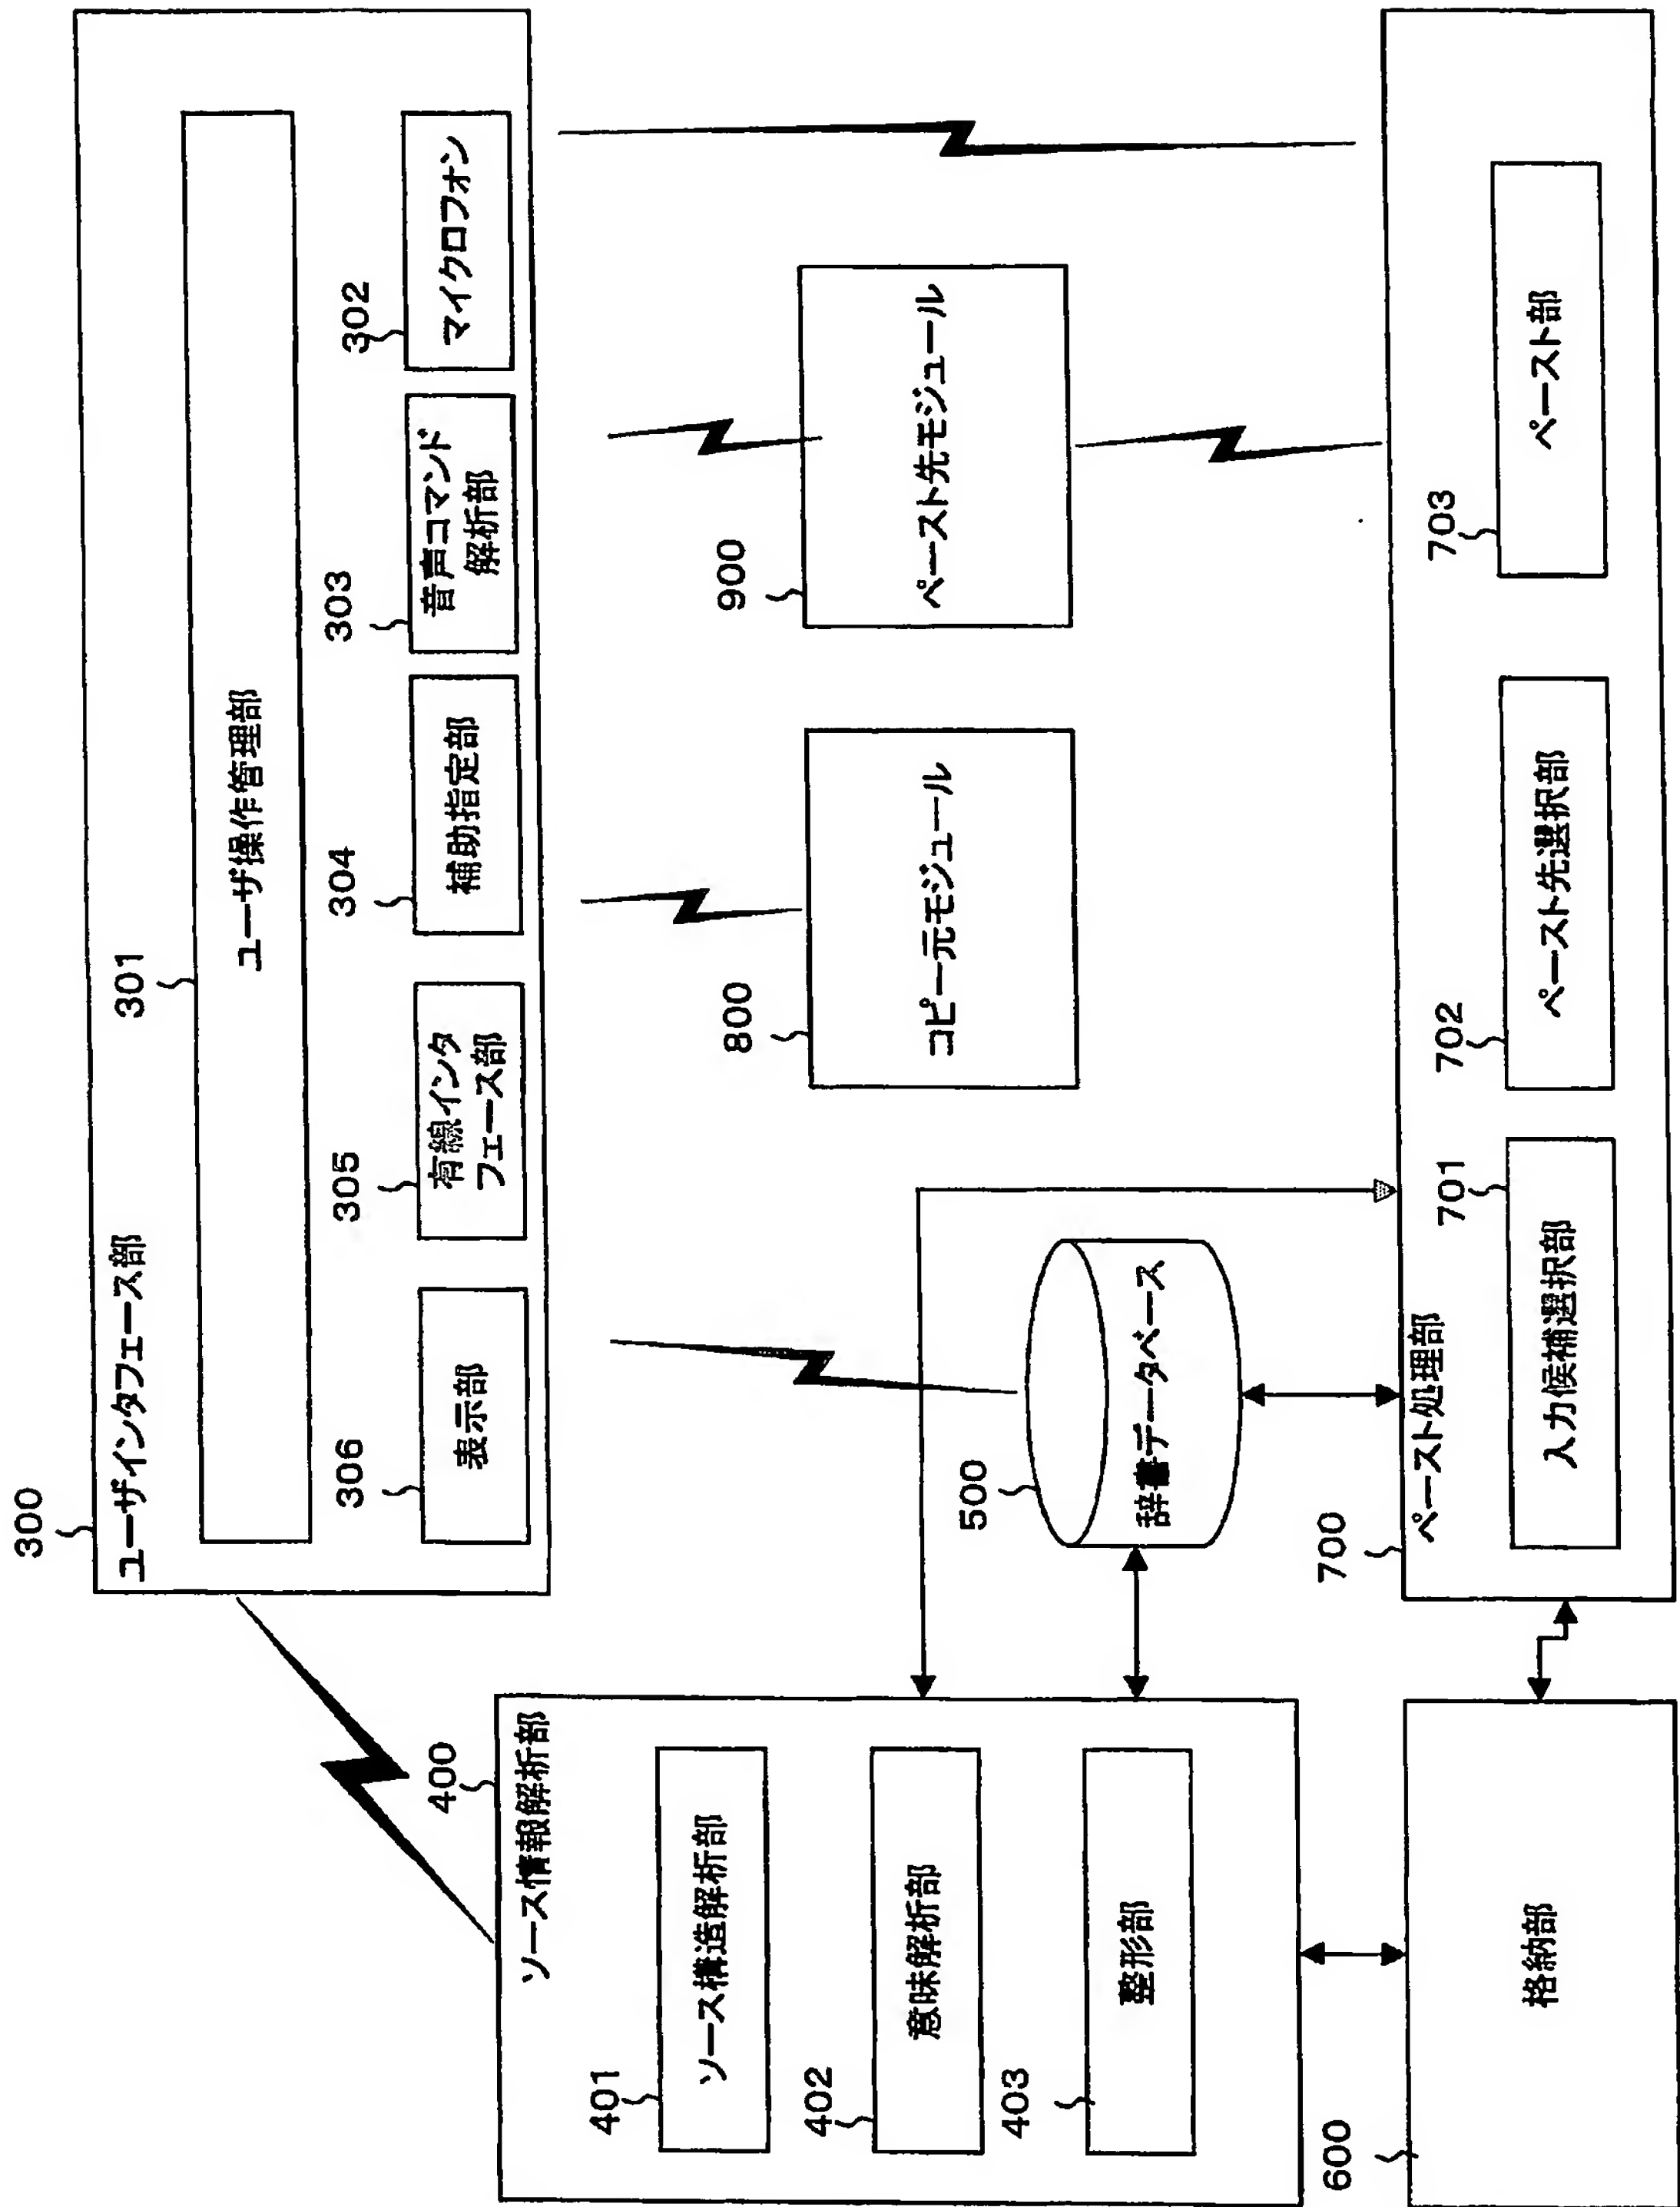 300
ユーザインタフェース部
301
ユーザ操作管理部
306
表示部
305
有線インタ
フェース部
304
補助指定部
303
音声コマンド
解析部
302
マイクロフォン
400
ソース情報解析部
401
ソース構造解析部
402
意味解析部
403
整形部
500
辞書データベース
800
コピー元モジュール
900
ペースト先モジュール
600
格納部
700
ペースト処理部
701
入力候補選択部
702
ペースト先選択部
703
ペースト部